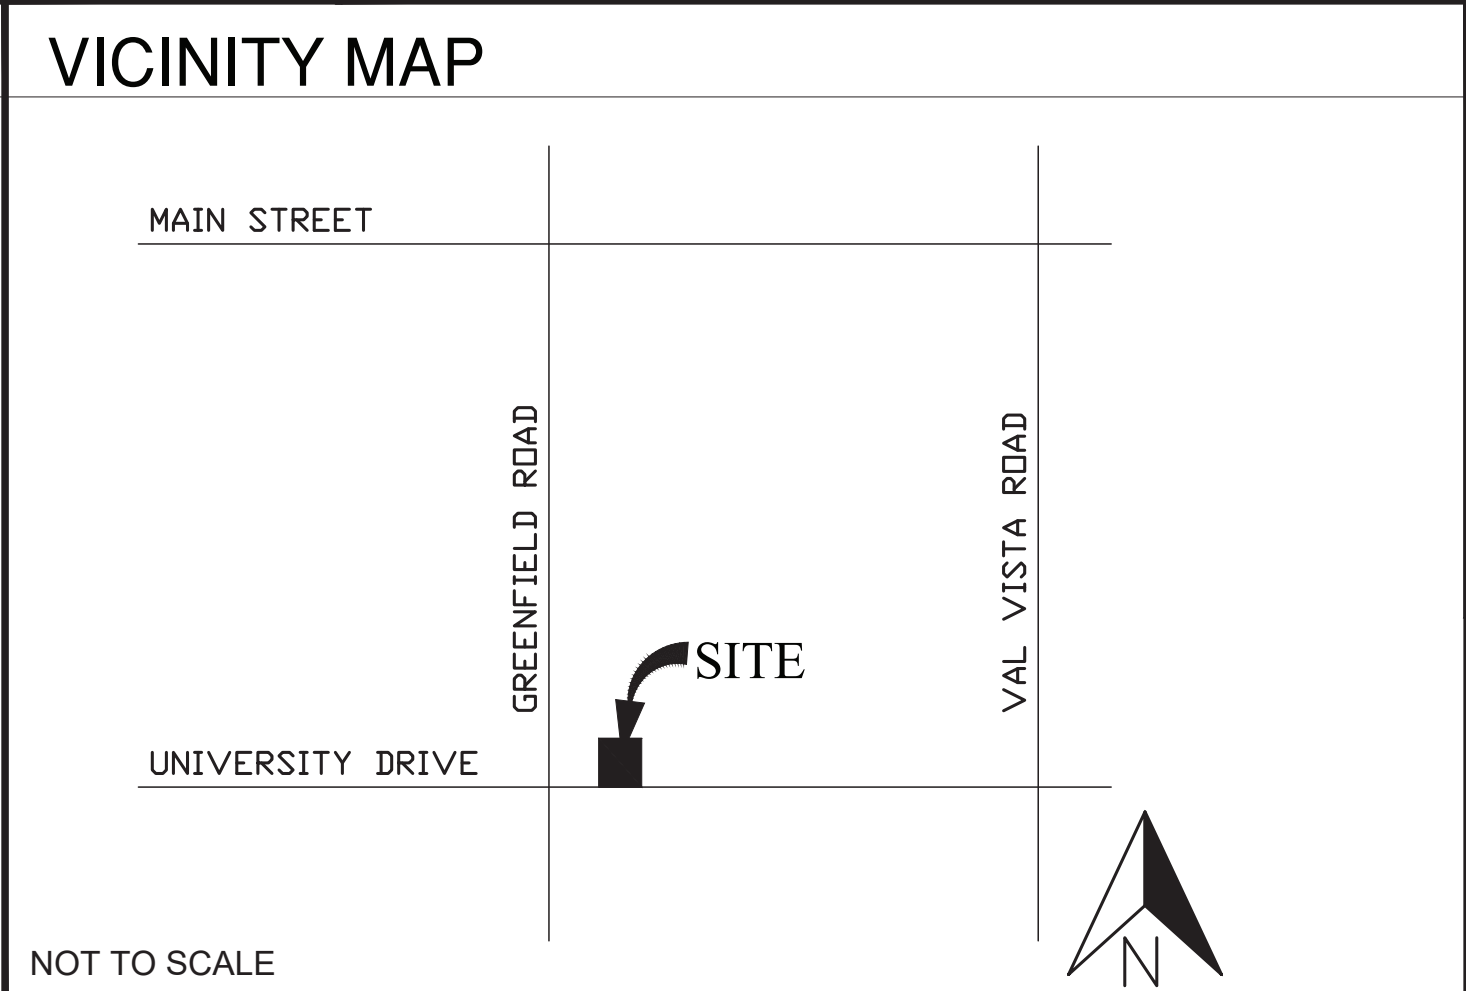 VICINITY MAP
MAIN STREET
GREENFIELD ROAD
VAL VISTA ROAD
SITE
UNIVERSITY DRIVE
N
NOT TO SCALE